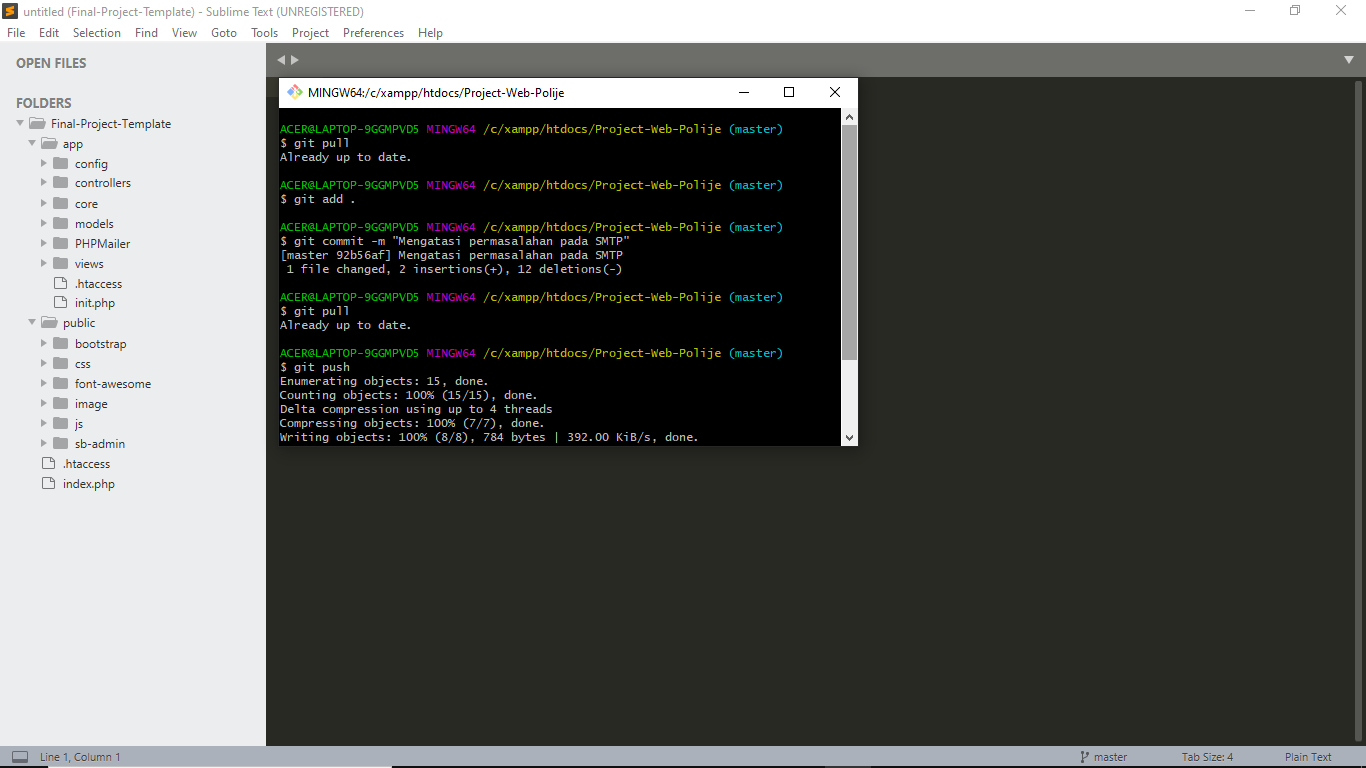 untitled (Final-Project-Template) - Sublime Text (UNREGISTERED)
File Edit Selection Find View Goto Tools Project Preferences Help
OPEN FILES
FOLDERS
Final-Project-Template
app
config
controllers
core
models
PHPMailer
views
.htaccess
init.php
public
bootstrap
css
font-awesome
image
js
sb-admin
.htaccess
index.php
MINGW64:/c/xampp/htdocs/Project-Web-Polije
ACER@LAPTOP-9GGMPVD5 MINGW64 /c/xampp/htdocs/Project-Web-Polije (master)
$ git pull
Already up to date.
ACER@LAPTOP-9GGMPVD5 MINGW64 /c/xampp/htdocs/Project-Web-Polije (master)
$ git add .
ACER@LAPTOP-9GGMPVD5 MINGW64 /c/xampp/htdocs/Project-Web-Polije (master)
$ git commit -m "Mengatasi permasalahan pada SMTP"
[master 92b56af] Mengatasi permasalahan pada SMTP
1 file changed, 2 insertions(+), 12 deletions(-)
ACER@LAPTOP-9GGMPVD5 MINGW64 /c/xampp/htdocs/Project-Web-Polije (master)
$ git pull
Already up to date.
ACER@LAPTOP-9GGMPVD5 MINGW64 /c/xampp/htdocs/Project-Web-Polije (master)
$ git push
Enumerating objects: 15, done.
Counting objects: 100% (15/15), done.
Delta compression using up to 4 threads
Compressing objects: 100% (7/7), done.
Writing objects: 100% (8/8), 784 bytes | 392.00 KiB/s, done.
Line 1, Column 1 master Tab Size: 4 Plain Text